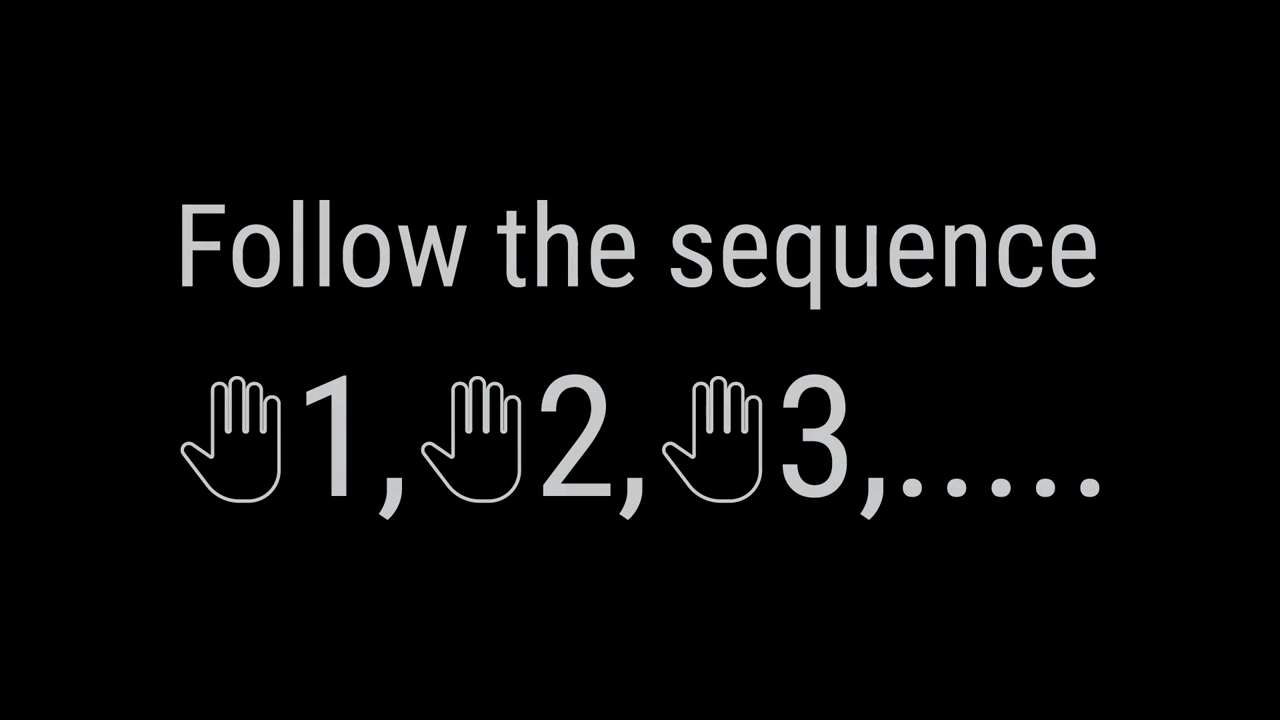 Follow the sequence
1, 2, 3,.....